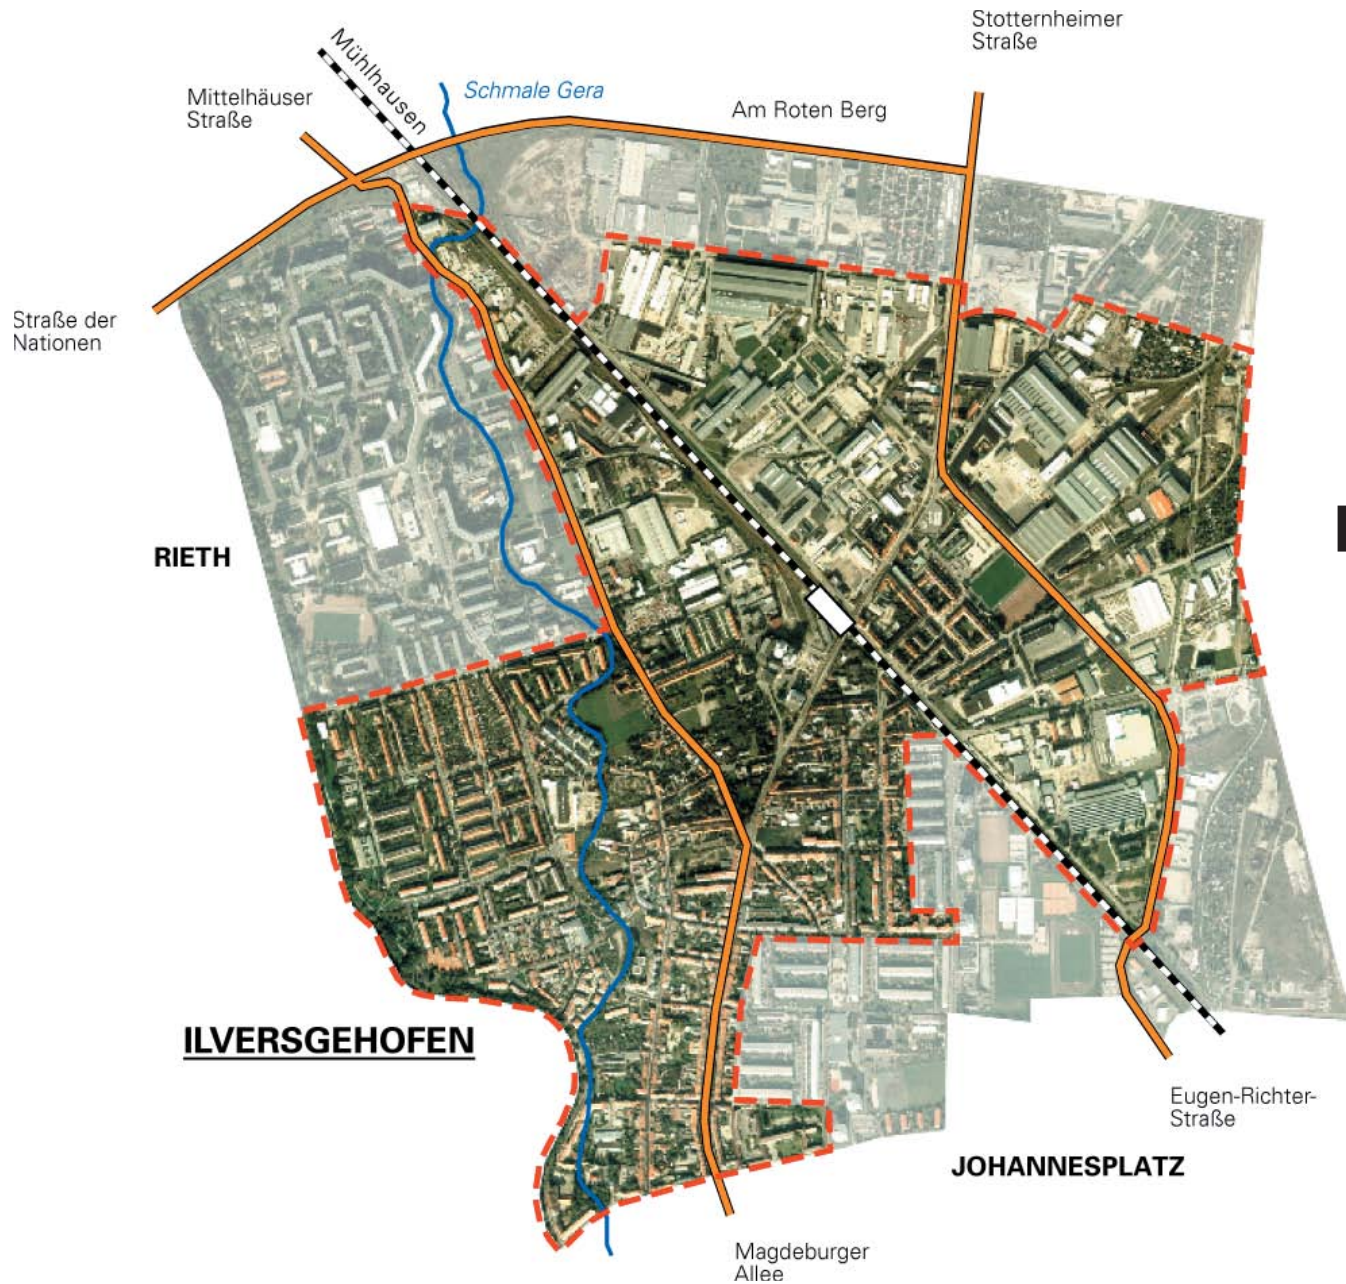 Stotternheimer
Straße
Mühlhausen
Schmale Gera
Mittelhäuser
Straße
Am Roten Berg
Straße der
Nationen
RIETH
ILVERSGEHOFEN
Eugen-Richter-
Straße
JOHANNESPLATZ
Magdeburger
Allee